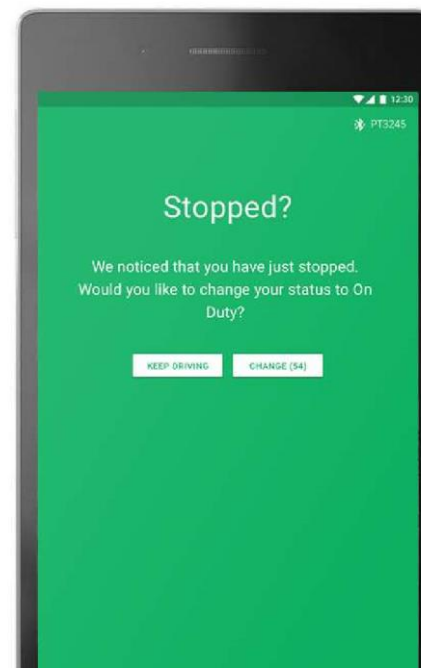 12:30
PT3245
Stopped?
We noticed that you have just stopped.
Would you like to change your status to On
Duty?
KEEP DRIVING
CHANGE (54)